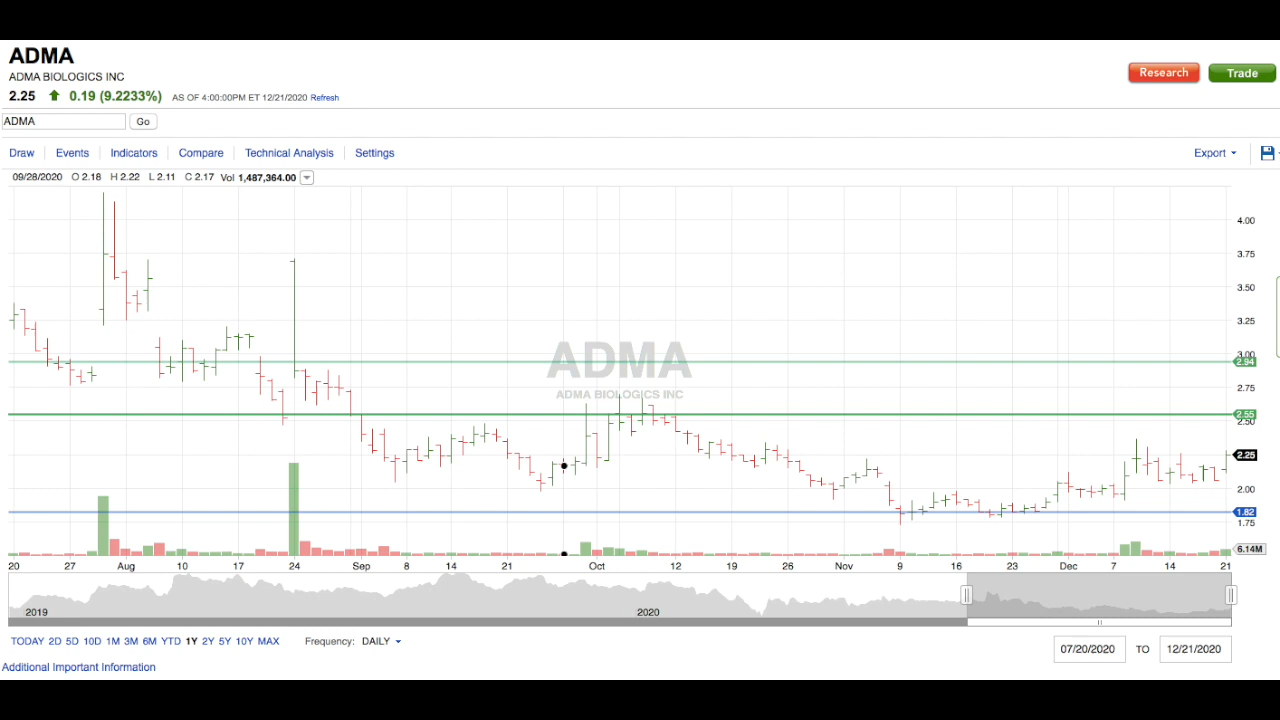 ADMA
ADMA BIOLOGICS INC
2.25 0.19 (9.2233%) AS OF 4:00:00PM ET 12/21/2020 Refresh
Research Trade
ADMA Go
Draw Events Indicators Compare Technical Analysis Settings Export
09/28/2020 O 2.18 H 2.22 L 2.11 C 2.17 Vol 1,487,364.00
4.00
3.75
3.50
3.25
3.00
2.94
2.75
2.55
2.50
2.25
2.00
1.82
1.75
6.14M
ADMA
ADMA BIOLOGICS INC
20 27 Aug 10 17 24 Sep 8 14 21 Oct 12 19 26 Nov 9 16 23 Dec 7 14 21
2019 2020
TODAY 2D 5D 10D 1M 3M 6M YTD 1Y 2Y 5Y 10Y MAX Frequency: DAILY
07/20/2020 TO 12/21/2020
Additional Important Information